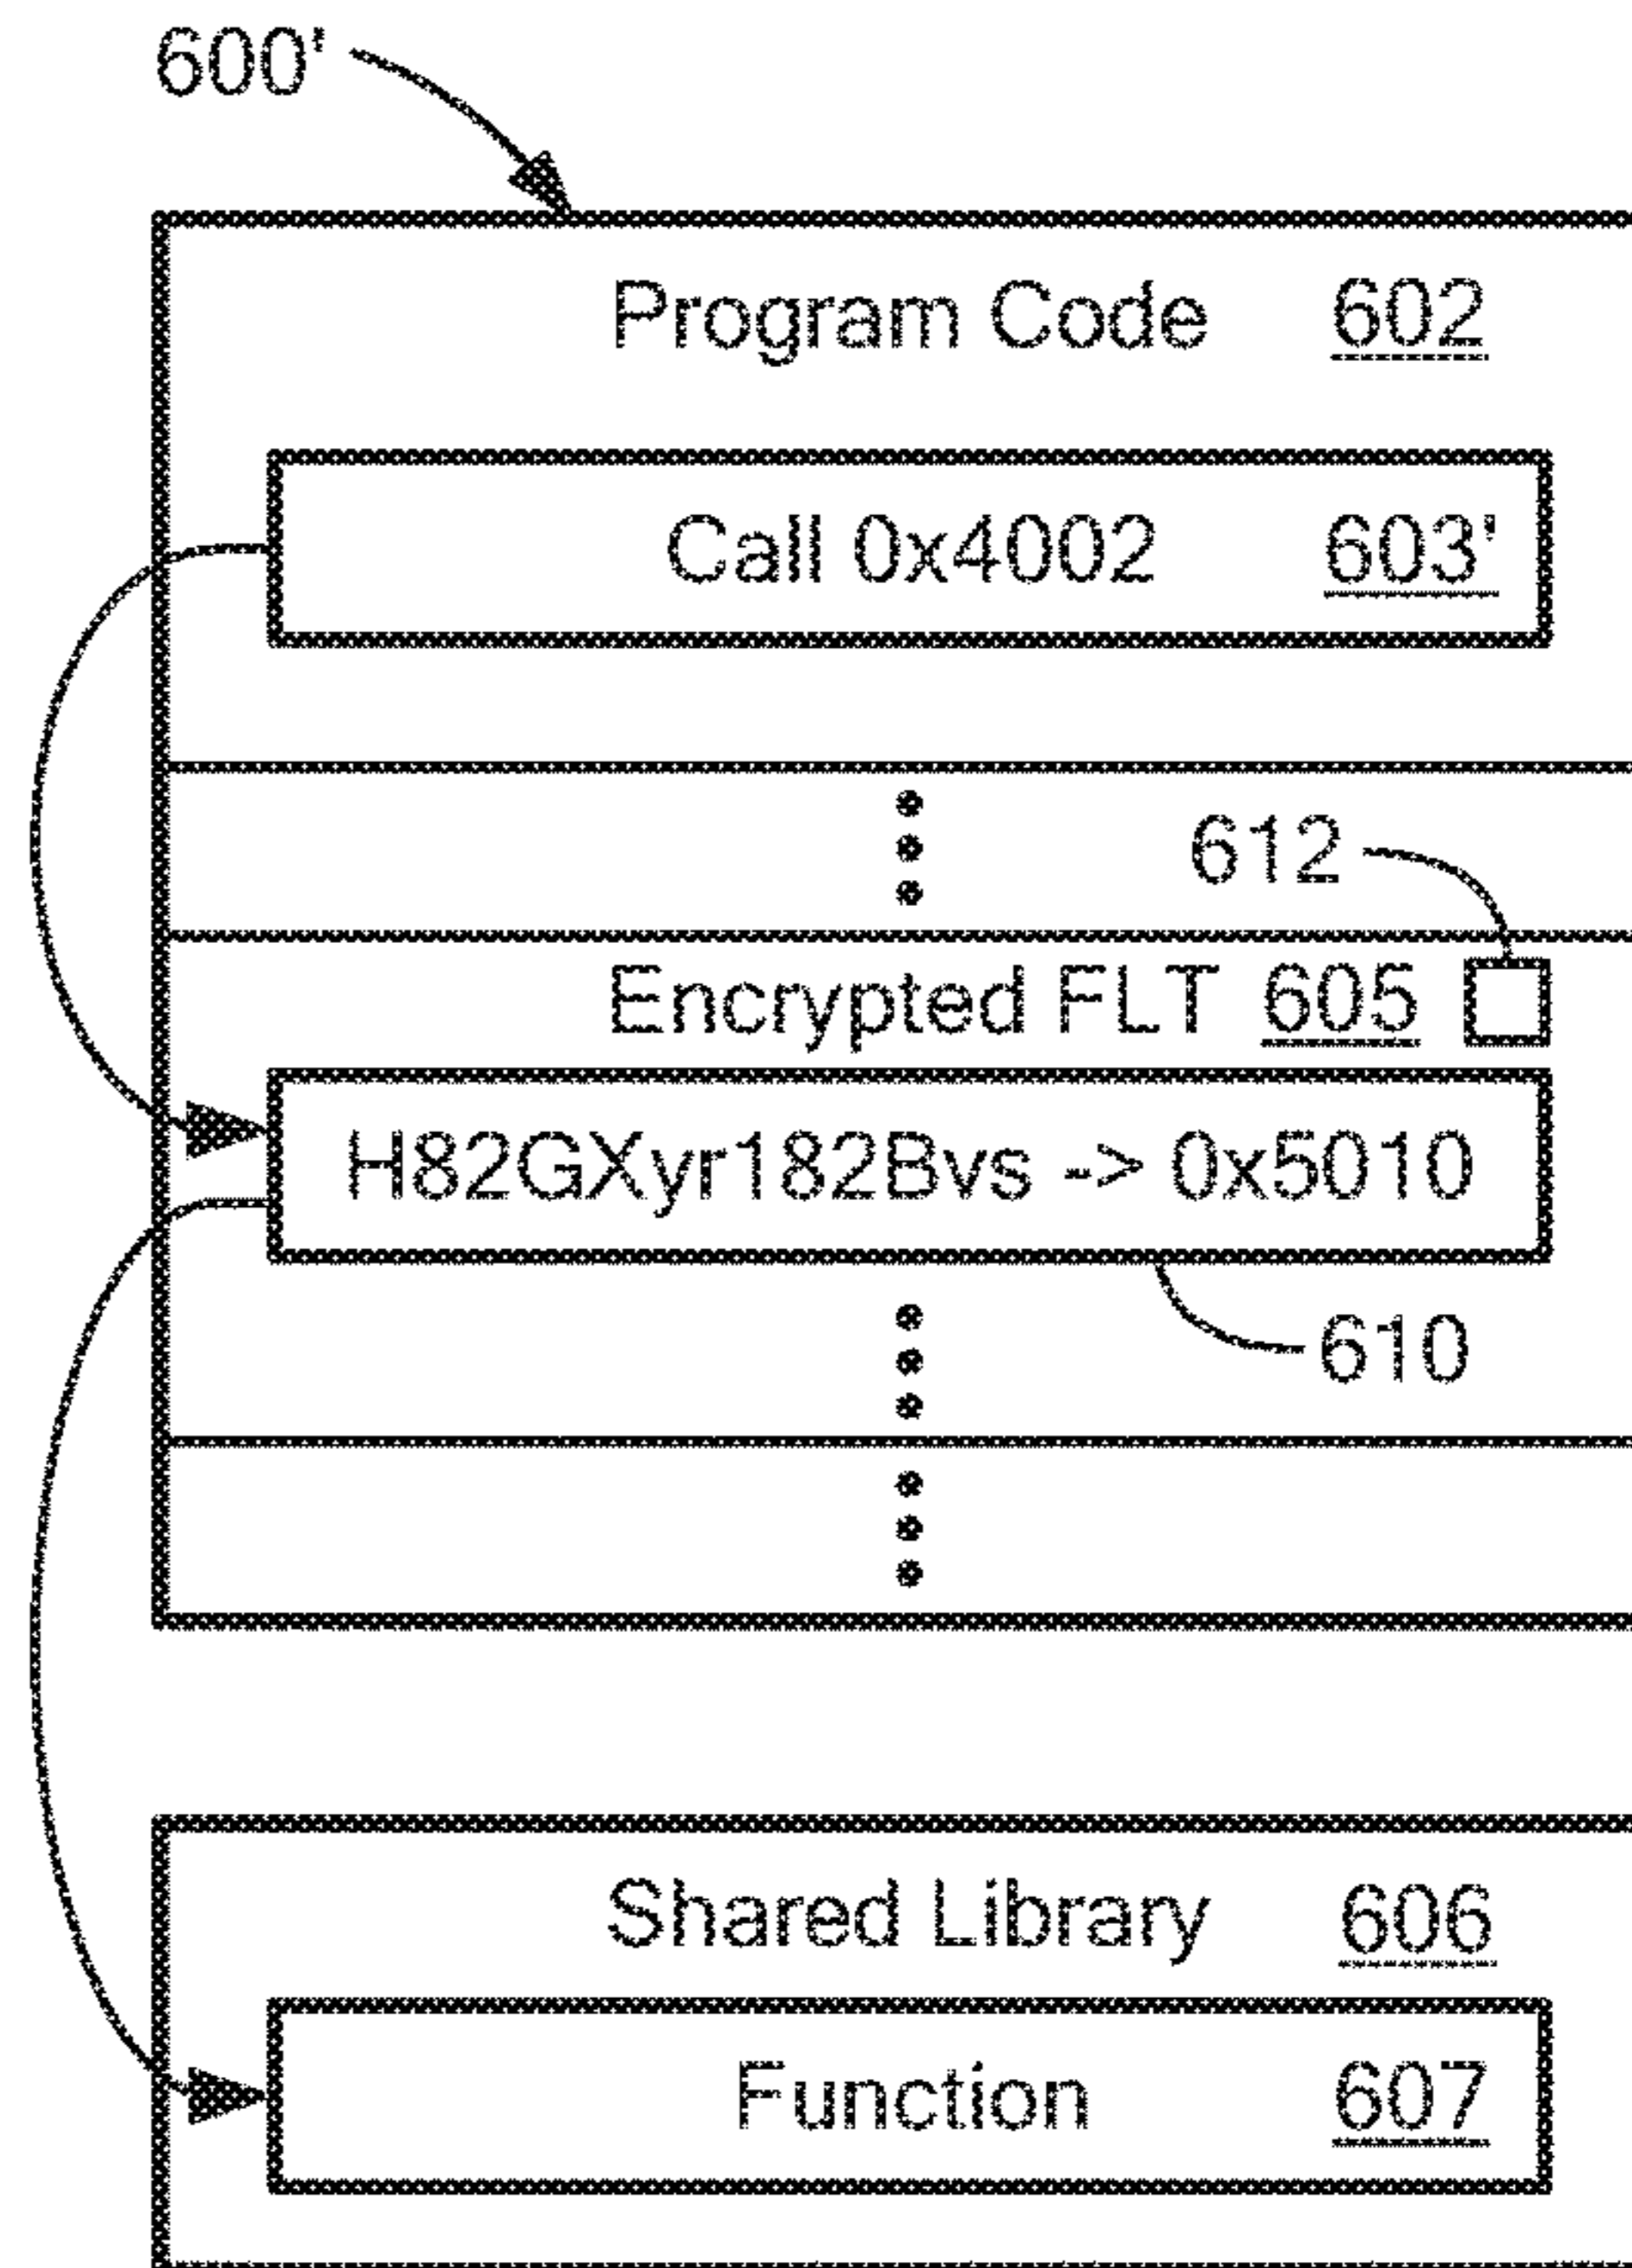 600'
Program Code 602
Call 0x4002 603'
612
Encrypted FLT 605
H82GXyr182Bvs -> 0x5010
610
Shared Library 606
Function 607